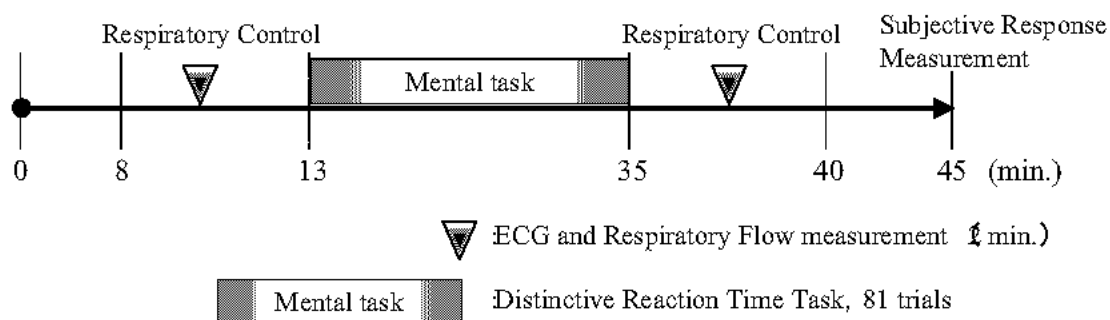 Respiratory Control
Respiratory Control
Subjective Response
Measurement
Mental task
0 8 13 35 40 45 (min.)
:ECG and Respiratory Flow measurement min.)
Mental task
:Distinctive Reaction Time Task, 81 trials